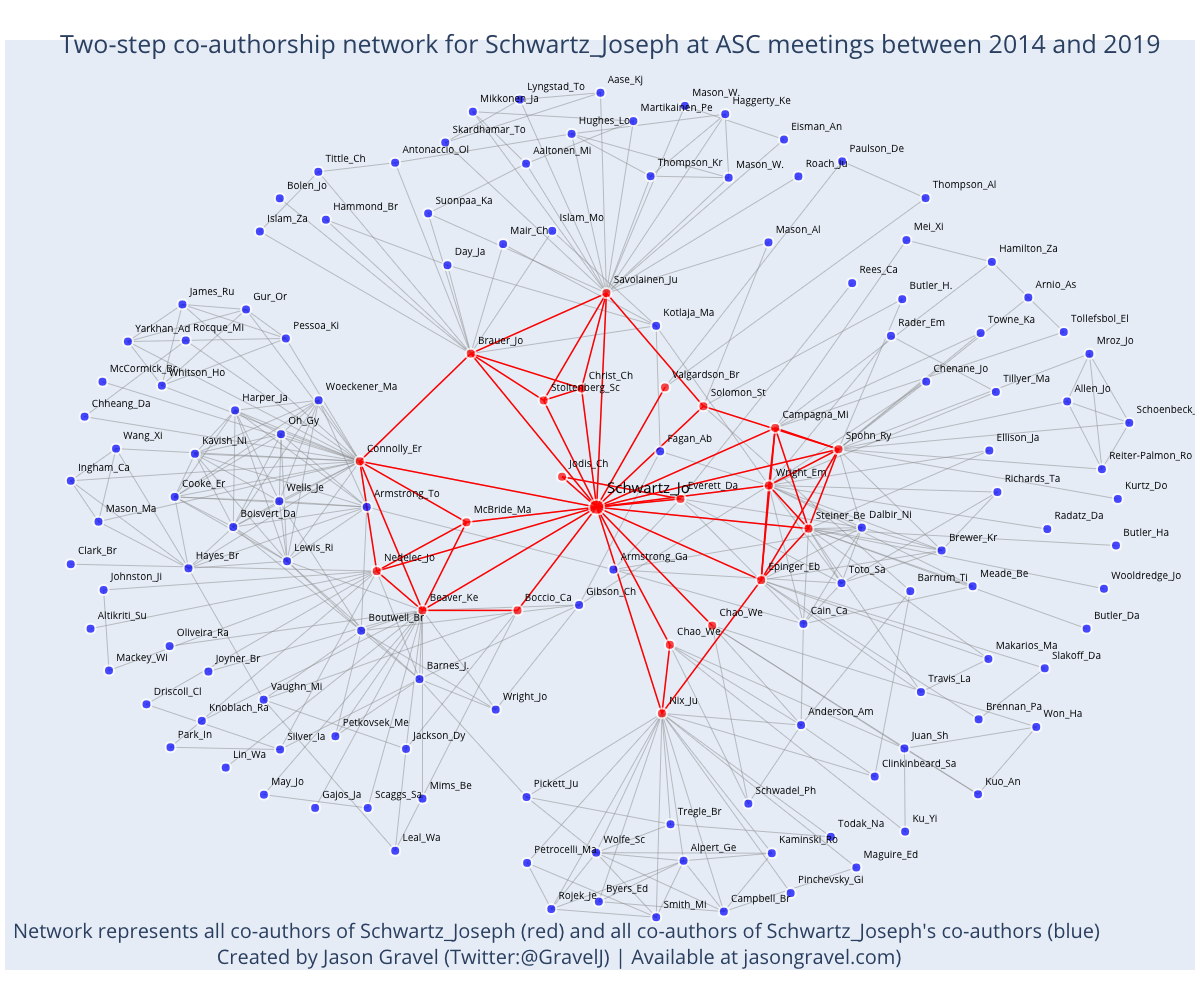 Two-step co-authorship network for Schwartz_Joseph at ASC meetings between 2014 and 2019
Aase_Kj
Lyngstad_To
Mason_W.
Mikkonen_Ja
Haggerty_Ke
Martikainen_Pe
Hughes_Lo
Eisman_An
Skardhamar_To
Paulson_De
Antonaccio_Ol
Aaltonen_Mi
Tittle_Ch
Thompson_Kr
Mason_W.
Roach_Ju
Bolen_Jo
Thompson_Al
Suonpaa_Ka
Hammond_Br
Islam_Za
Islam_Mo
Mair_Ch
Mason_Al
Mei_Xi
Day_Ja
Hamilton_Za
Savolainen_Ju
Rees_Ca
James_Ru
Gur_Or
Butler_H.
Arnio_As
Kotlaja_Ma
Yarkhan_Ad
Rocque_Mi
Pessoa_Ki
Rader_Em
Towne_Ka
Tollefsbol_El
Brauer_Jo
Mroz_Jo
McCormick_Br
Whitson_Ho
Woeckener_Ma
Christ_Ch
Stoltenberg_Sc
Valgardson_Br
Chenane_Jo
Tillyer_Ma
Solomon_St
Allen_Jo
Chheang_Da
Harper_Ja
Campagna_Mi
Schoenbeck_
Oh_Gy
Wang_Xi
Kavish_Ni
Connolly_Er
Fagan_Ab
Spohn_Ry
Ellison_Ja
Reiter-Palmon_Ro
Ingham_Ca
Jodis_Ch
Wright_Em
Richards_Ta
Kurtz_Do
Cooke_Er
Wells_Je
Armstrong_To
Schwartz_Jo
Everett_Da
Mason_Ma
Boisvert_Da
McBride_Ma
Steiner_Be
Dalbir_Ni
Radatz_Da
Butler_Ha
Clark_Br
Hayes_Br
Lewis_Ri
Nedelec_Jo
Armstrong_Ga
Epinger_Eb
Toto_Sa
Brewer_Kr
Johnston_Ji
Barnum_Ti
Meade_Be
Wooldredge_Jo
Beaver_Ke
Boccio_Ca
Gibson_Ch
Altikriti_Su
Boutwell_Br
Chao_We
Cain_Ca
Butler_Da
Oliveira_Ra
Chao_We
Makarios_Ma
Slakoff_Da
Mackey_Wi
Joyner_Br
Barnes_J.
Travis_La
Driscoll_Cl
Vaughn_Mi
Wright_Jo
Nix_Ju
Knoblach_Ra
Anderson_Am
Brennan_Pa
Won_Ha
Park_In
Silver_Ia
Petkovsek_Me
Jackson_Dy
Juan_Sh
Lin_Wa
Clinkinbeard_Sa
May_Jo
Gajos_Ja
Scaggs_Sa
Mims_Be
Pickett_Ju
Schwadel_Ph
Kuo_An
Tregle_Br
Todak_Na
Ku_Yi
Leal_Wa
Petrocelli_Ma
Wolfe_Sc
Alpert_Ge
Kaminski_Ro
Maguire_Ed
Pinchevsky_Gi
Rojek_Je
Byers_Ed
Smith_Mi
Campbell_Br
Network represents all co-authors of Schwartz_Joseph (red) and all co-authors of Schwartz_Joseph's co-authors (blue)
Created by Jason Gravel (Twitter:@GravelJ) | Available at jasongravel.com)